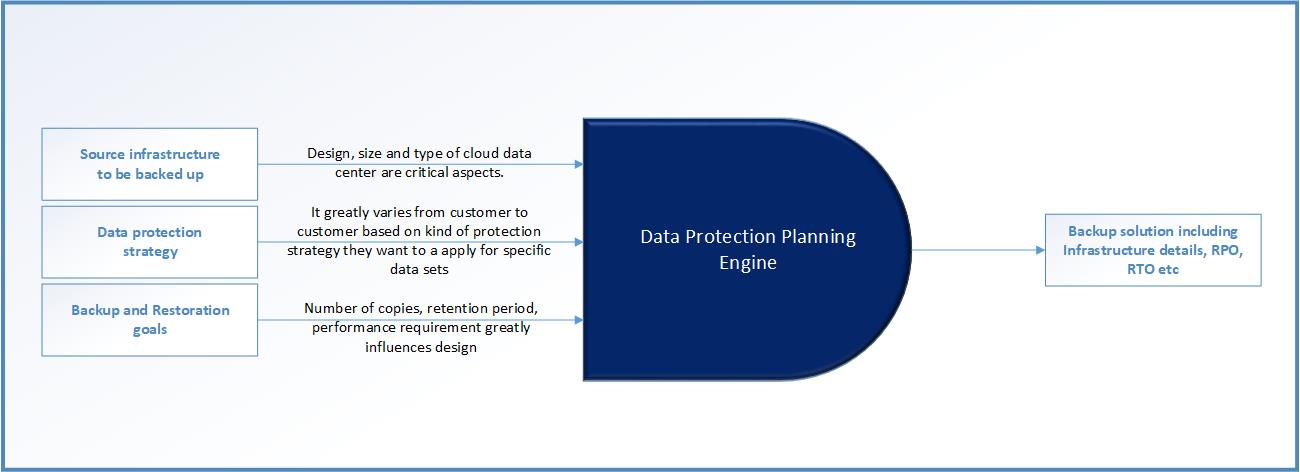 Source infrastructure
to be backed up
Design, size and type of cloud data
center are critical aspects.
Data protection
strategy
It greatly varies from customer to
customer based on kind of protection
strategy they want to a apply for specific
data sets
Backup and Restoration
goals
Number of copies, retention period,
performance requirement greatly
influences design
Data Protection Planning
Engine
Backup solution including
Infrastructure details, RPO,
RTO etc